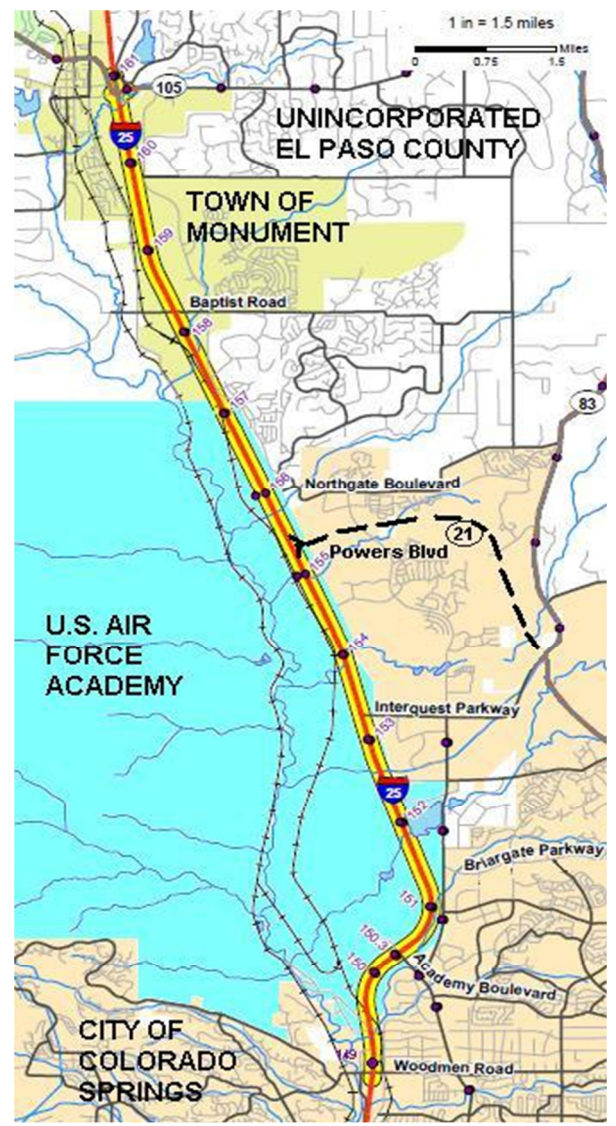 1 in = 1.5 miles
Miles
0 0.75 1.5
161
105
UNINCORPORATED
EL PASO COUNTY
25
160
TOWN OF
MONUMENT
159
Baptist Road
158
157
83
156
Northgate Boulevard
21
Powers Blvd
155
U.S. AIR
FORCE
ACADEMY
154
Interquest Parkway
153
25
152
Briargate Parkway
151
150.3
150
Academy Boulevard
CITY OF
COLORADO
SPRINGS
149
Woodmen Road